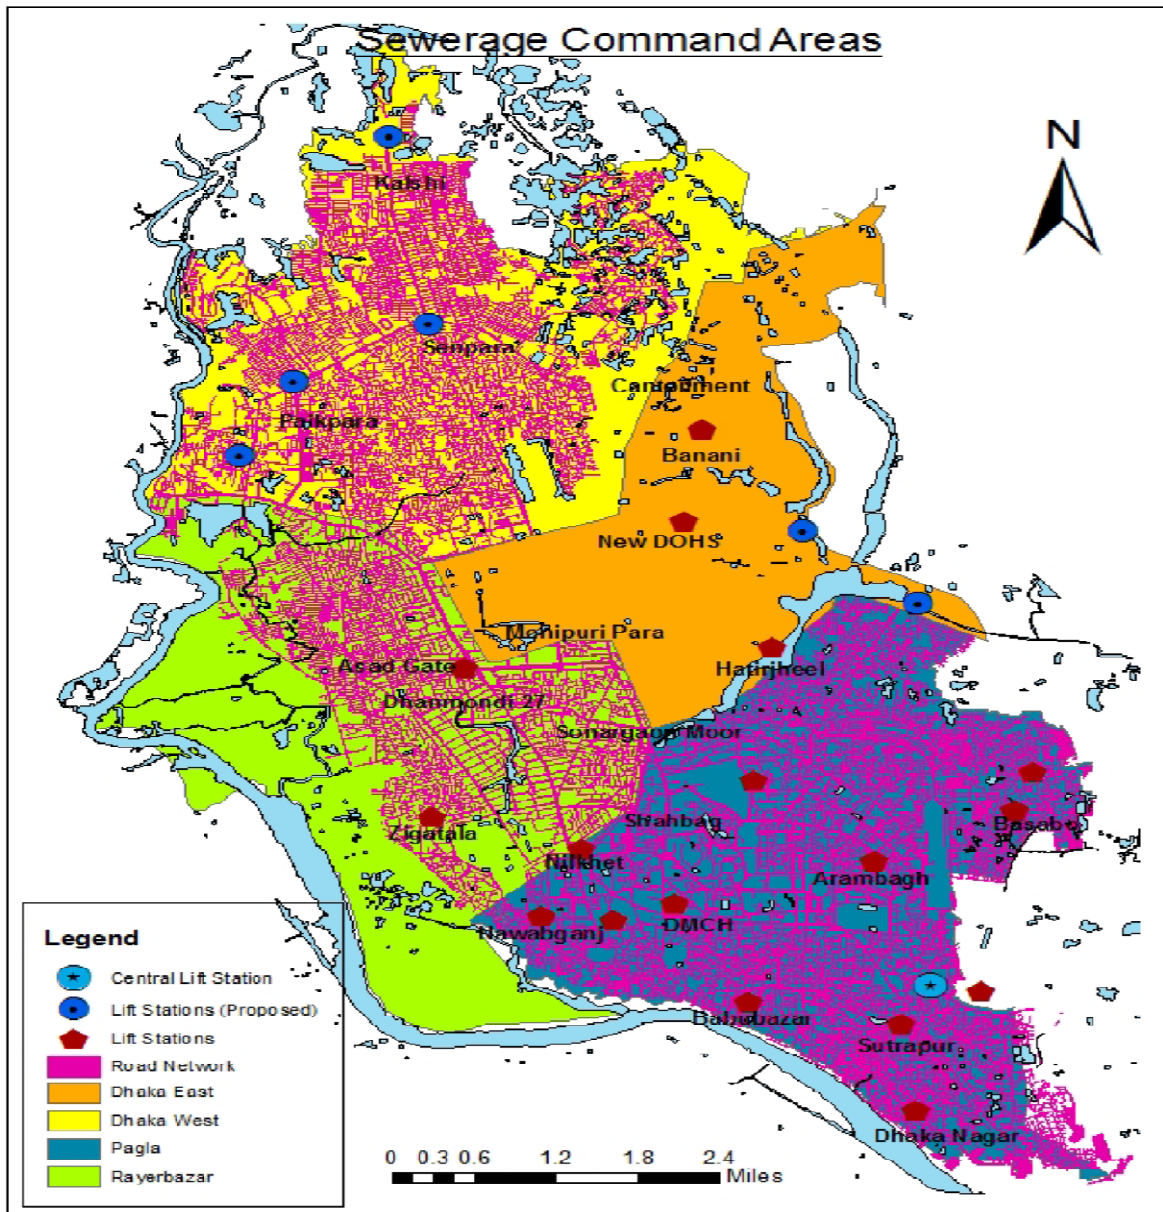 Sewerage Command Areas
N
Kalshi
Senpara
Cantonment
Paikpara
Banani
New DOHS
Monipuri Para
Asad Gate
Hatirjheel
Dhanmondi 27
Sonargaon Moor
Shahbag
Basabo
Zigatala
Nilkhet
Arambagh
Nawabganj
DMCH
Babubazar
Sutrapur
Dhaka Nagar
Legend
Central Lift Station
Lift Stations (Proposed)
Lift Stations
Road Network
Dhaka East
Dhaka West
Pagla
Rayerbazar
0 0.3 0.6 1.2 1.8 2.4
Miles